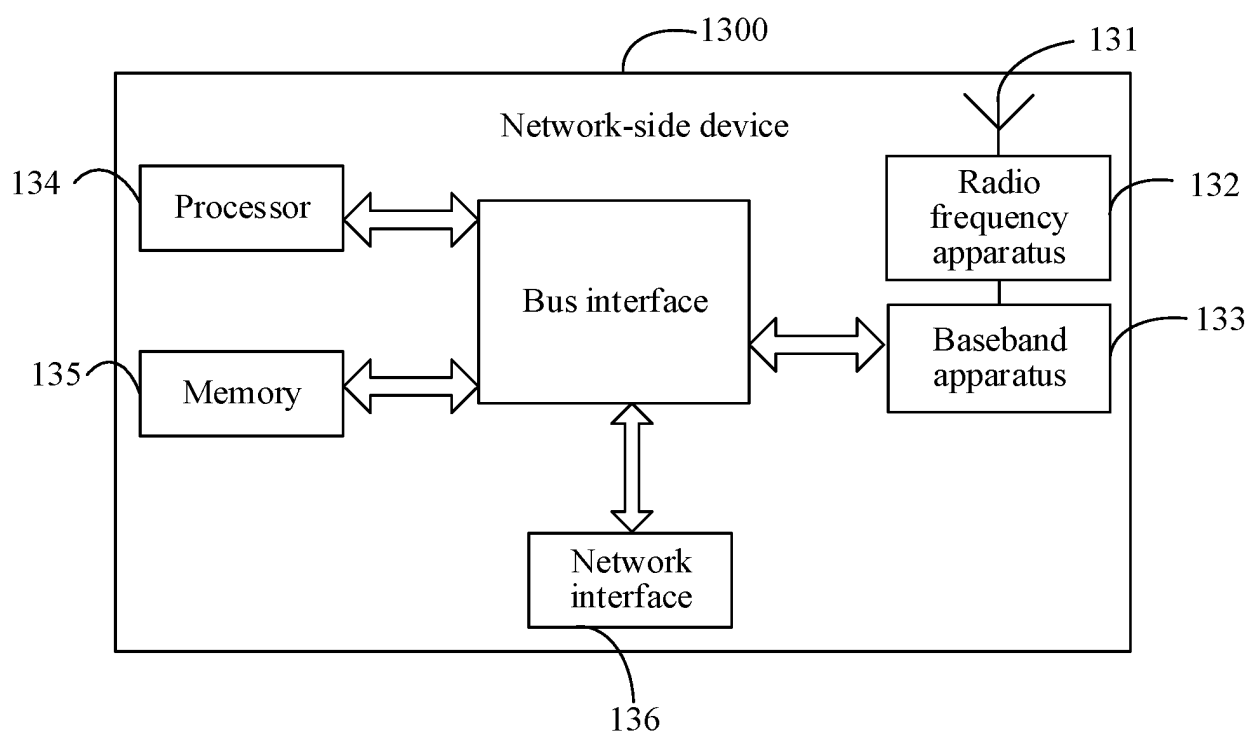 1300
131
Network-side device
134
Processor
Radio
frequency
apparatus
132
Bus interface
133
Baseband
apparatus
135
Memory
Network
interface
136